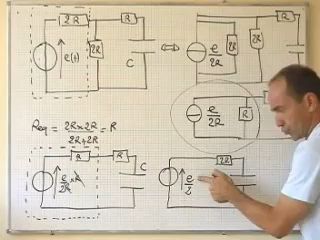 2R
R
2R
e(t)
C
⇔
e/2R
2R
2R
R
e/2R
R
Req = 2R×2R/2R+2R = R
R
R
C
e/2R ×R
2R
e/2